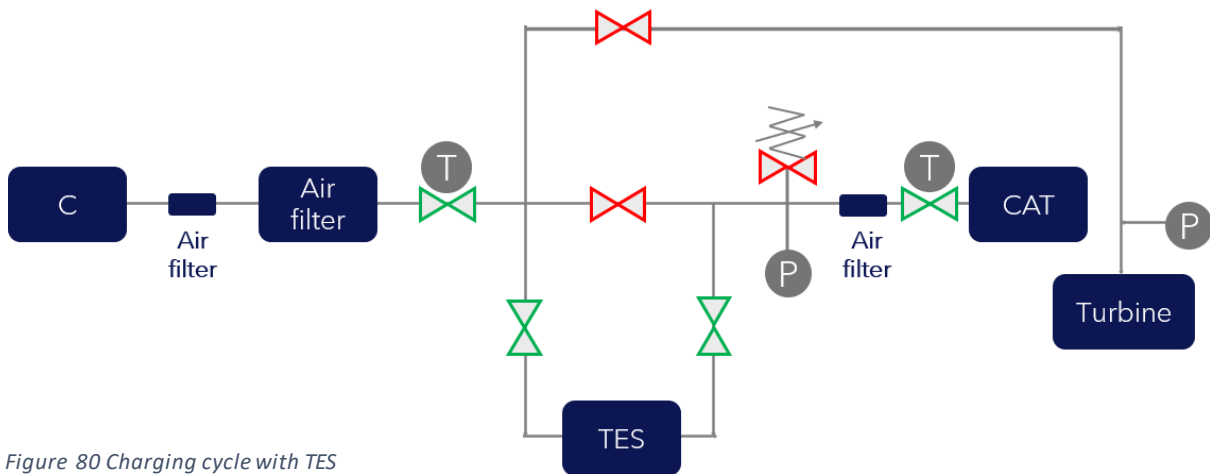 C
Air
filter
Air
filter
T
P
Air
filter
T
CAT
P
Turbine
TES
Figure 80 Charging cycle with TES